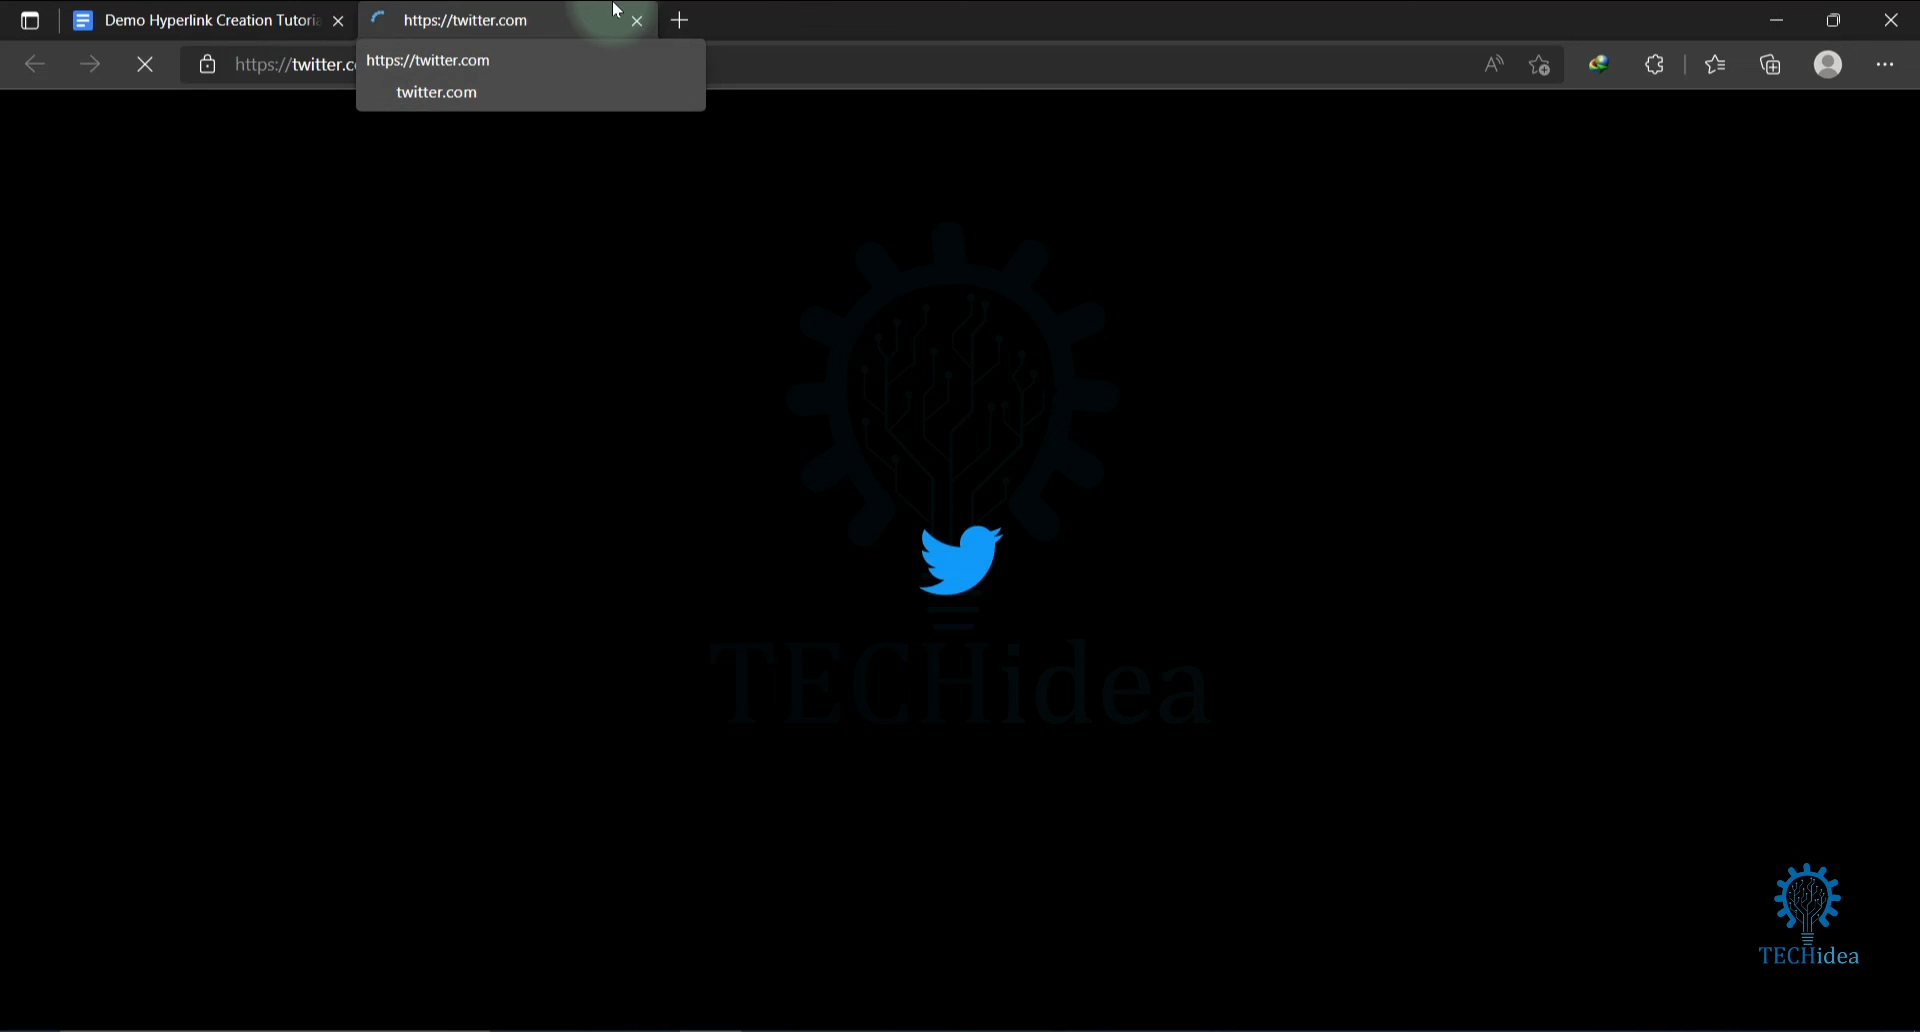 Demo Hyperlink Creation Tutori
https://twitter.com
https://twitter.c
https://twitter.com
twitter.com
TECHidea
TECHidea